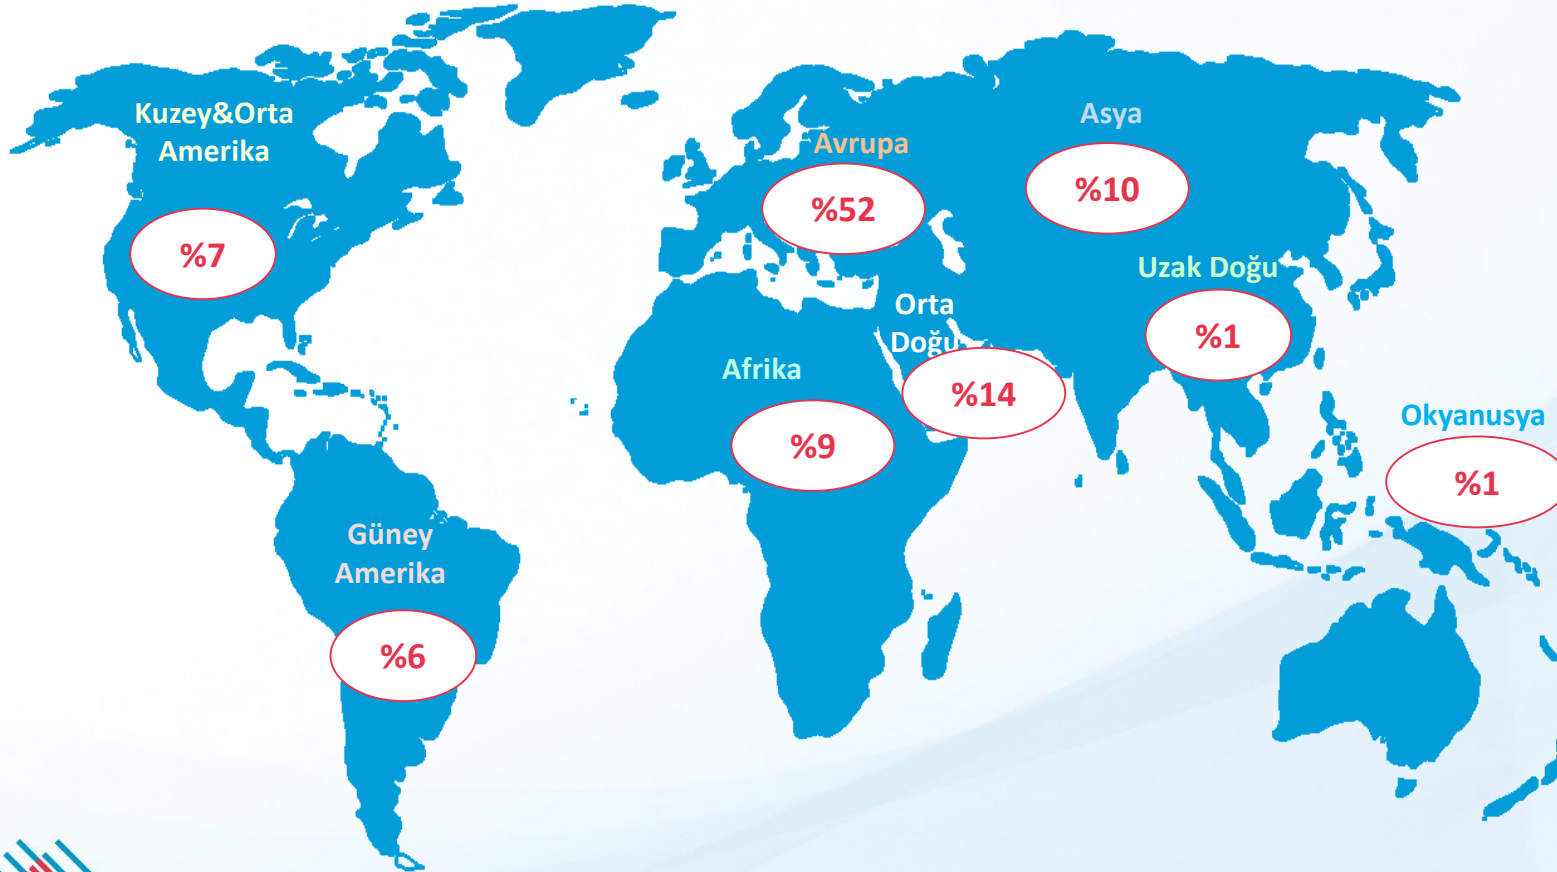 Kuzey&Orta
Amerika
%7
Güney
Amerika
%6
Avrupa
%52
Afrika
%9
Orta
Doğu
%14
Asya
%10
Uzak Doğu
%1
Okyanusya
%1